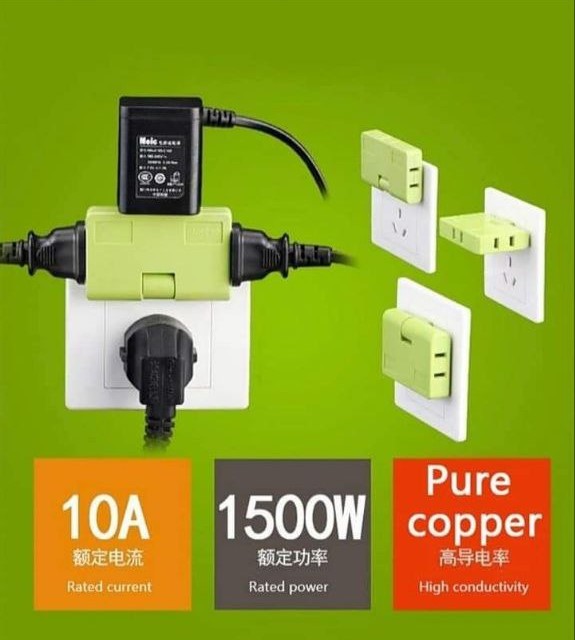 Meic
10A
额定电流
Rated current
1500W
额定功率
Rated power
Pure
copper
高导电率
High conductivity